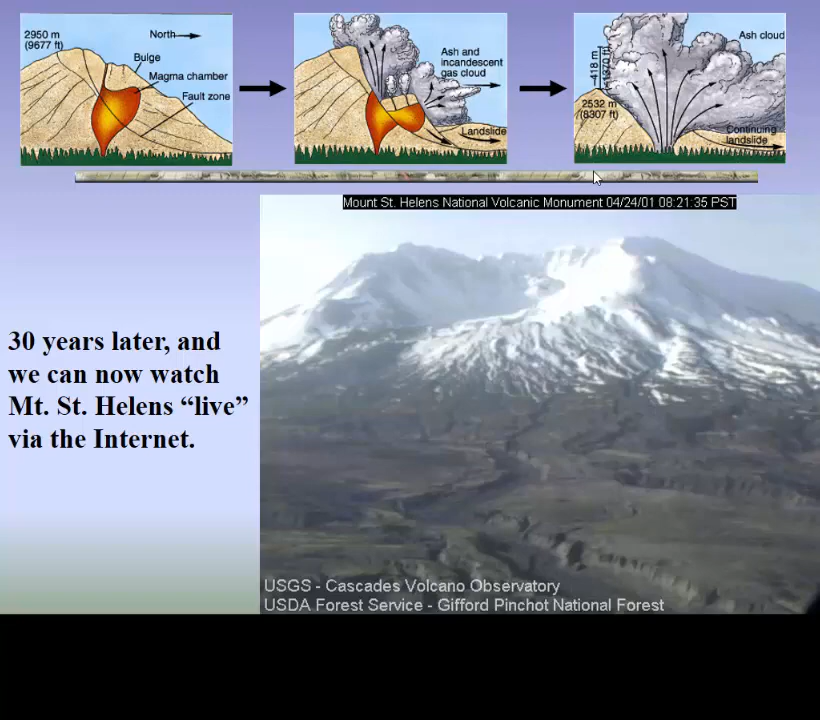 2950 m
(9677 ft)
North
Bulge
Magma chamber
Fault zone
Ash and
incandescent
gas cloud
Landslide
Ash cloud
418 m
1370 ft
2532 m
(8307 ft)
Continuing
landslide
Mount St. Helens National Volcanic Monument 04/24/01 08:21:35 PST
30 years later, and
we can now watch
Mt. St. Helens “live”
via the Internet.
USGS - Cascades Volcano Observatory
USDA Forest Service - Gifford Pinchot National Forest